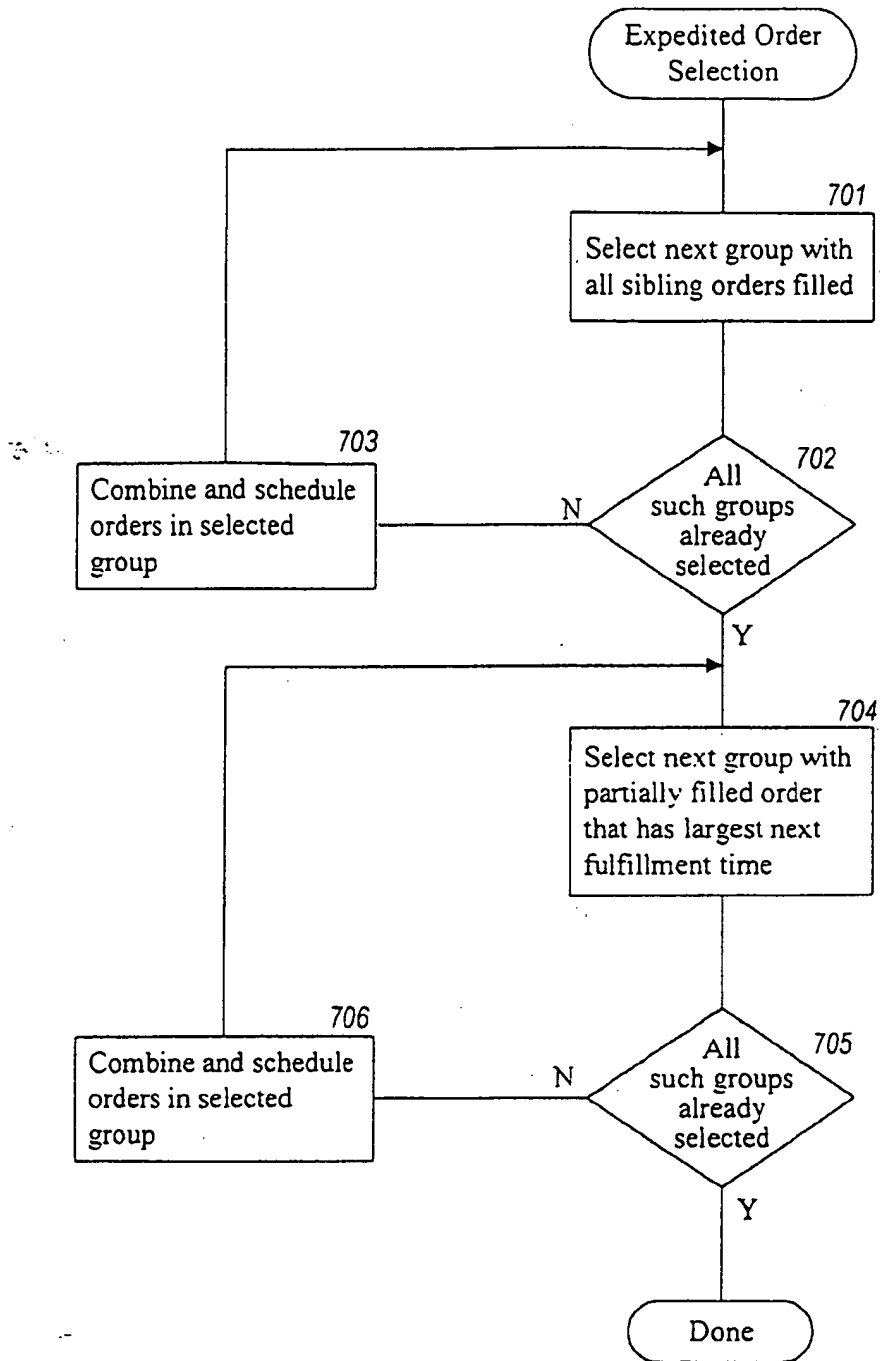 Expedited Order
Selection
701
Select next group with
all sibling orders filled
703
Combine and schedule
orders in selected
group
N
702
All
such groups
already
selected
Y
704
Select next group with
partially filled order
that has largest next
fulfillment time
706
Combine and schedule
orders in selected
group
N
705
All
such groups
already
selected
Y
Done